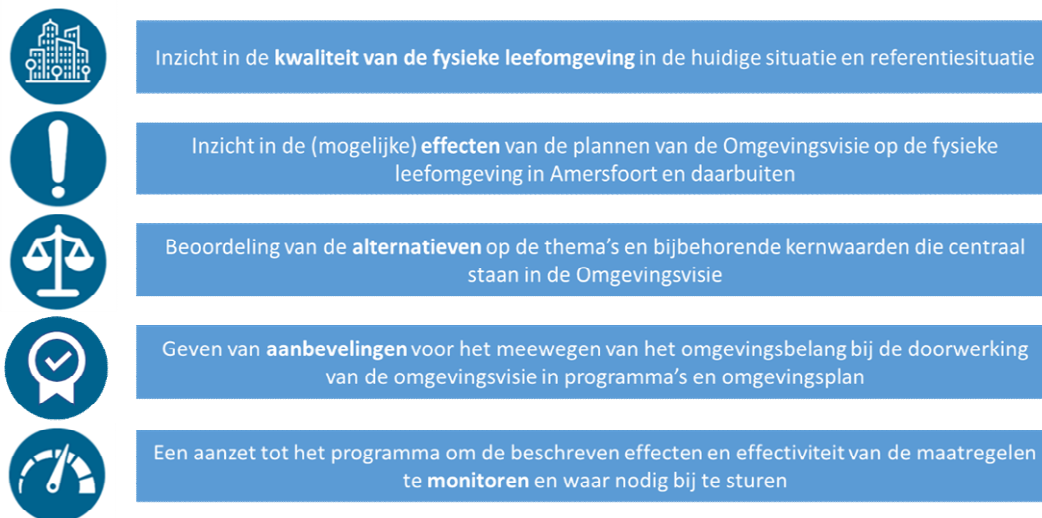 Inzicht in de kwaliteit van de fysieke leefomgeving in de huidige situatie en referentiesituatie
Inzicht in de (mogelijke) effecten van de plannen van de Omgevingsvisie op de fysieke
leefomgeving in Amersfoort en daarbuiten
Beoordeling van de alternatieven op de thema's en bijbehorende kernwaarden die centraal
staan in de Omgevingsvisie
Geven van aanbevelingen voor het meewegen van het omgevingsbelang bij de doorwerking
van de omgevingsvisie in programma's en omgevingsplan
Een aanzet tot het programma om de beschreven effecten en effectiviteit van de maatregelen
te monitoren en waar nodig bij te sturen